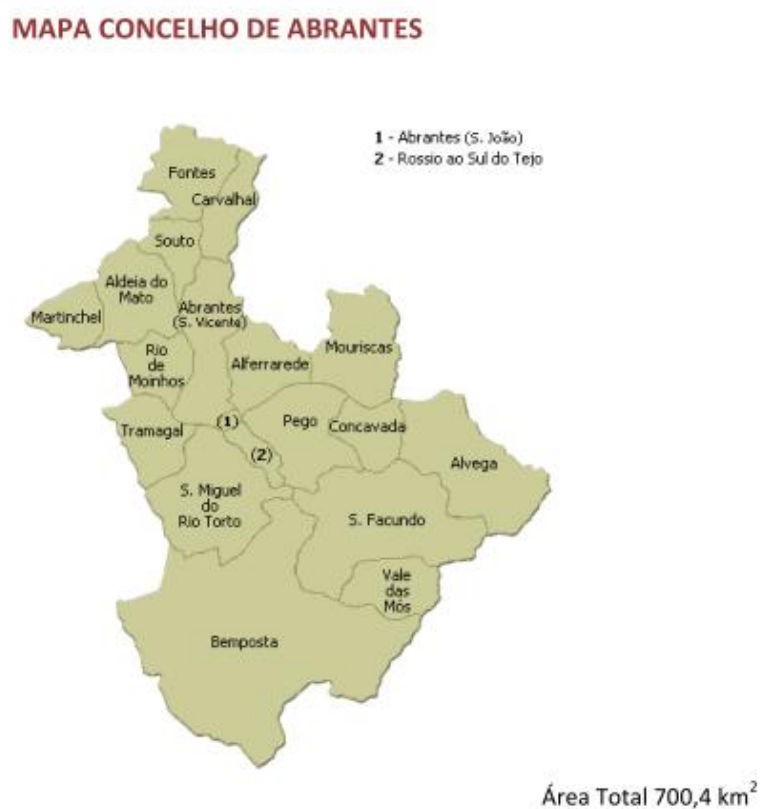 MAPA CONCELHO DE ABRANTES
1 - Abrantes (S. João)
2 - Rossio ao Sul do Tejo
Fontes
Carvalhal
Souto
Aldeia do
Mato
Martinchel
Abrantes
(S. Vicente)
Rio
de
Moinhos
Alferrarede
Mouriscas
Tramagal
(1)
(2)
Pego
Concavada
Alvega
S. Miguel
do
Rio Torto
S. Facundo
Vale
das
Mós
Bemposta
Área Total 700,4 km²